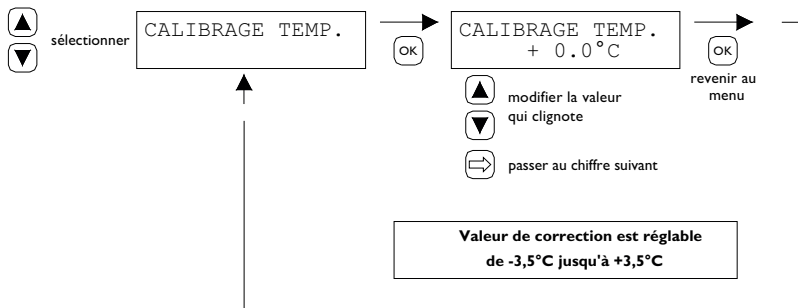 sélectionner
CALIBRAGE TEMP.
OK
CALIBRAGE TEMP.
+ 0.0°C
OK
revenir au
menu
modifier la valeur
qui clignote
passer au chiffre suivant
Valeur de correction est réglable
de -3,5°C jusqu'à +3,5°C